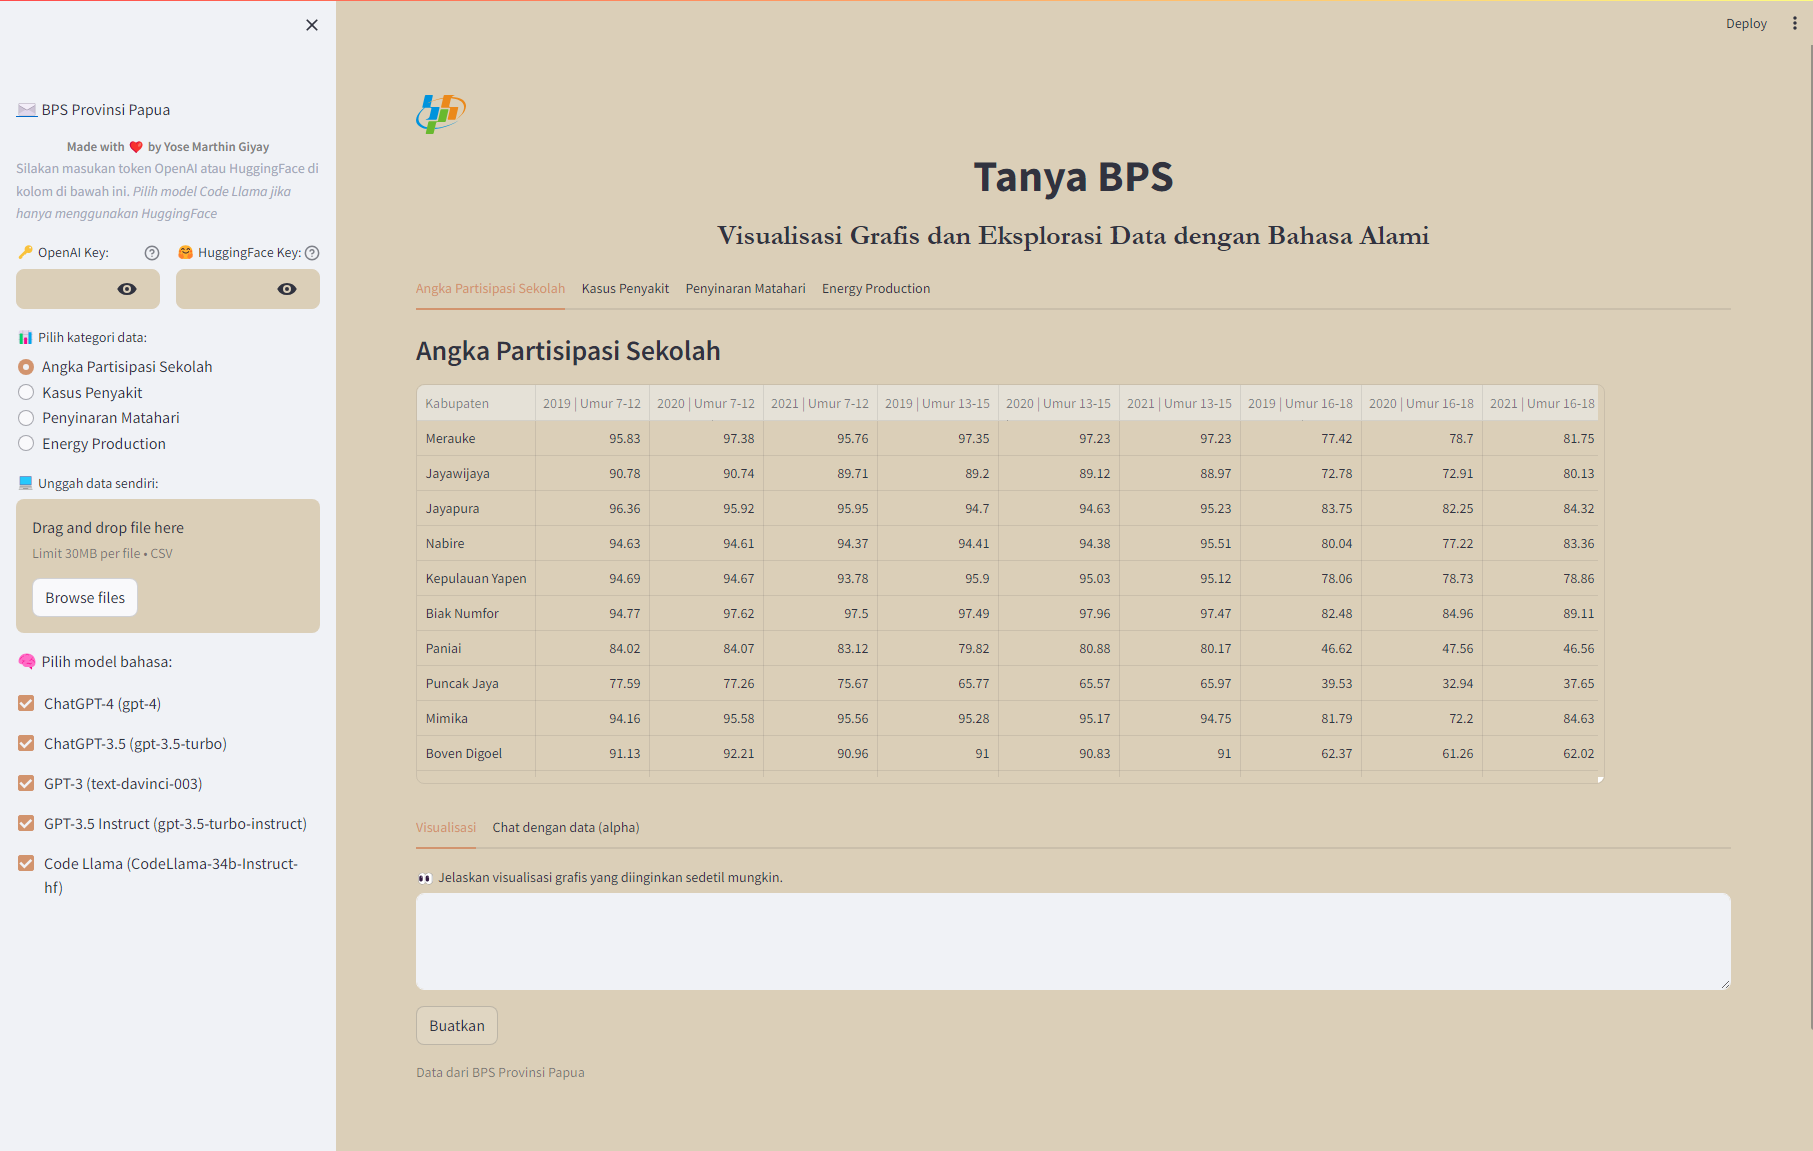 Deploy
BPS Provinsi Papua
Made with ❤️ by Yose Marthin Giyay
Silakan masukan token OpenAI atau HuggingFace di
kolom di bawah ini. Pilih model Code Llama jika
hanya menggunakan HuggingFace
OpenAI Key:
HuggingFace Key:
Pilih kategori data:
Angka Partisipasi Sekolah
Kasus Penyakit
Penyinaran Matahari
Energy Production
Unggah data sendiri:
Drag and drop file here
Limit 30MB per file • CSV
Browse files
Pilih model bahasa:
ChatGPT-4 (gpt-4)
ChatGPT-3.5 (gpt-3.5-turbo)
GPT-3 (text-davinci-003)
GPT-3.5 Instruct (gpt-3.5-turbo-instruct)
Code Llama (CodeLlama-34b-Instruct-
hf)
Tanya BPS
Visualisasi Grafis dan Eksplorasi Data dengan Bahasa Alami
Angka Partisipasi Sekolah Kasus Penyakit Penyinaran Matahari Energy Production
Angka Partisipasi Sekolah
Kabupaten 2019 | Umur 7-12 2020 | Umur 7-12 2021 | Umur 7-12 2019 | Umur 13-15 2020 | Umur 13-15 2021 | Umur 13-15 2019 | Umur 16-18 2020 | Umur 16-18 2021 | Umur 16-18
Merauke 95.83 97.38 95.76 97.35 97.23 97.23 77.42 78.7 81.75
Jayawijaya 90.78 90.74 89.71 89.2 89.12 88.97 72.78 72.91 80.13
Jayapura 96.36 95.92 95.95 94.7 94.63 95.23 83.75 82.25 84.32
Nabire 94.63 94.61 94.37 94.41 94.38 95.51 80.04 77.22 83.36
Kepulauan Yapen 94.69 94.67 93.78 95.9 95.03 95.12 78.06 78.73 78.86
Biak Numfor 94.77 97.62 97.5 97.49 97.96 97.47 82.48 84.96 89.11
Paniai 84.02 84.07 83.12 79.82 80.88 80.17 46.62 47.56 46.56
Puncak Jaya 77.59 77.26 75.67 65.77 65.57 65.97 39.53 32.94 37.65
Mimika 94.16 95.58 95.56 95.28 95.17 94.75 81.79 72.2 84.63
Boven Digoel 91.13 92.21 90.96 91 90.83 91 62.37 61.26 62.02
Visualisasi Chat dengan data (alpha)
Jelaskan visualisasi grafis yang diinginkan sedetil mungkin.
Buatkan
Data dari BPS Provinsi Papua